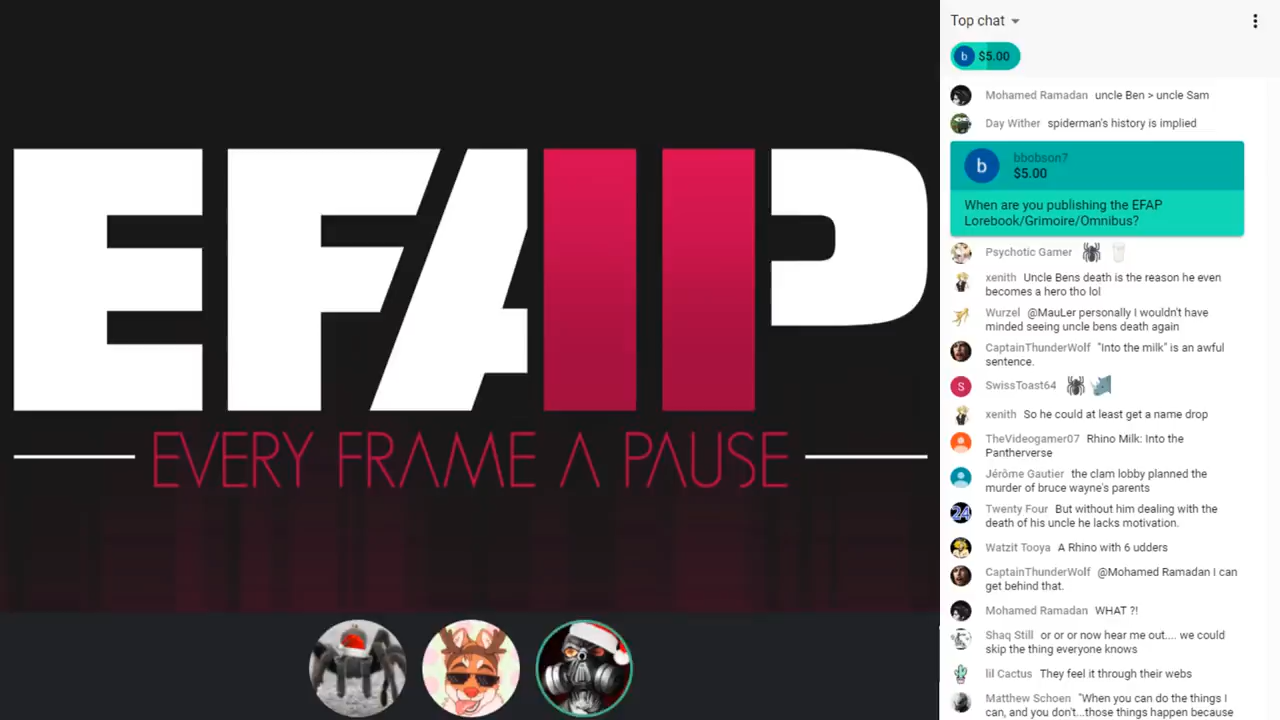 EFAP
EVERY FRAME A PAUSE
Top chat
b $5.00
Mohamed Ramadan uncle Ben > uncle Sam
Day Wither spiderman's history is implied
b
bbobson7
$5.00
When are you publishing the EFAP
Lorebook/Grimoire/Omnibus?
Psychotic Gamer
xenith Uncle Bens death is the reason he even
becomes a hero tho lol
Wurzel @MauLer personally I wouldn't have
minded seeing uncle bens death again
CaptainThunderWolf "Into the milk" is an awful
sentence.
S SwissToast64
xenith So he could at least get a name drop
TheVideogamer07 Rhino Milk: Into the
Pantherverse
Jérôme Gautier the clam lobby planned the
murder of bruce wayne's parents
24 Twenty Four But without him dealing with the
death of his uncle he lacks motivation.
Watzit Tooya A Rhino with 6 udders
CaptainThunderWolf @Mohamed Ramadan I can
get behind that.
Mohamed Ramadan WHAT ?!
Shaq Still or or or now hear me out.... we could
skip the thing everyone knows
lil Cactus They feel it through their webs
Matthew Schoen "When you can do the things I
can, and you don't...those things happen because